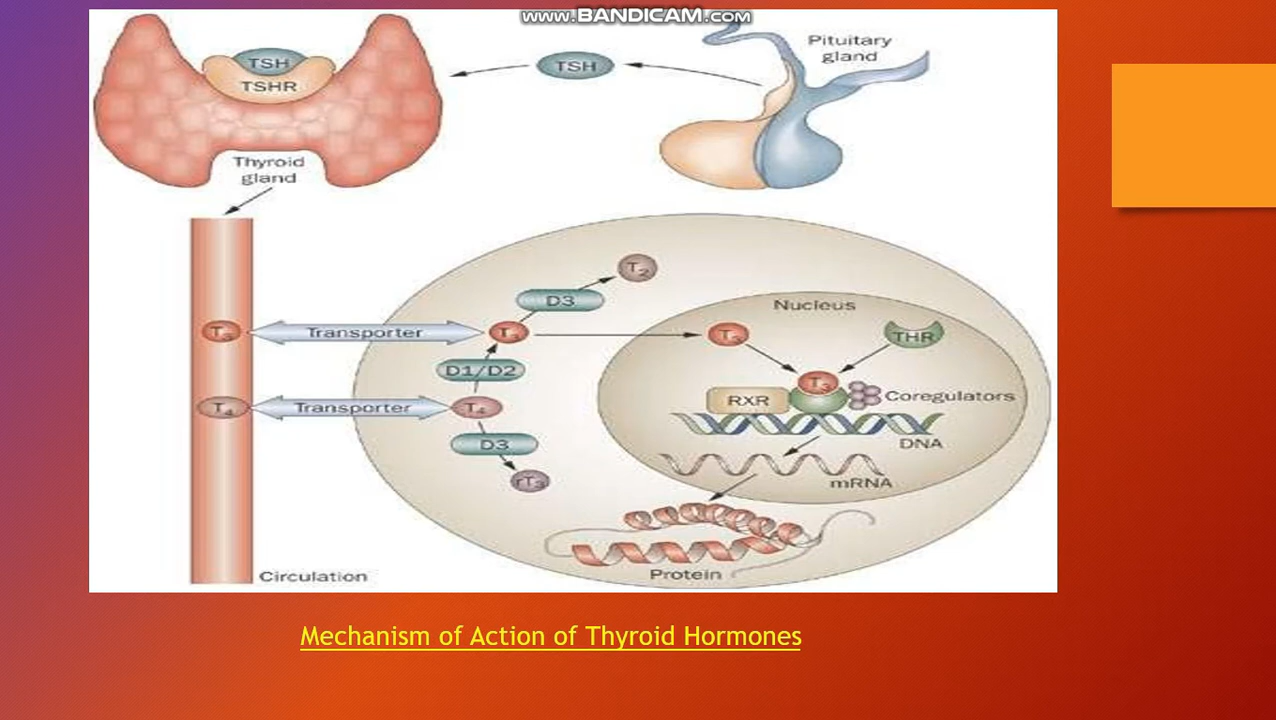 www.BANDICAM.com
TSH
TSHR
TSH
Pituitary
gland
Thyroid
gland
T2
D3
Nucleus
T3
Transporter
T3
T3
THR
D1/D2
T3
RXR
Coregulators
T4
Transporter
T4
DNA
D3
mRNA
rT3
Protein
Circulation
Mechanism of Action of Thyroid Hormones